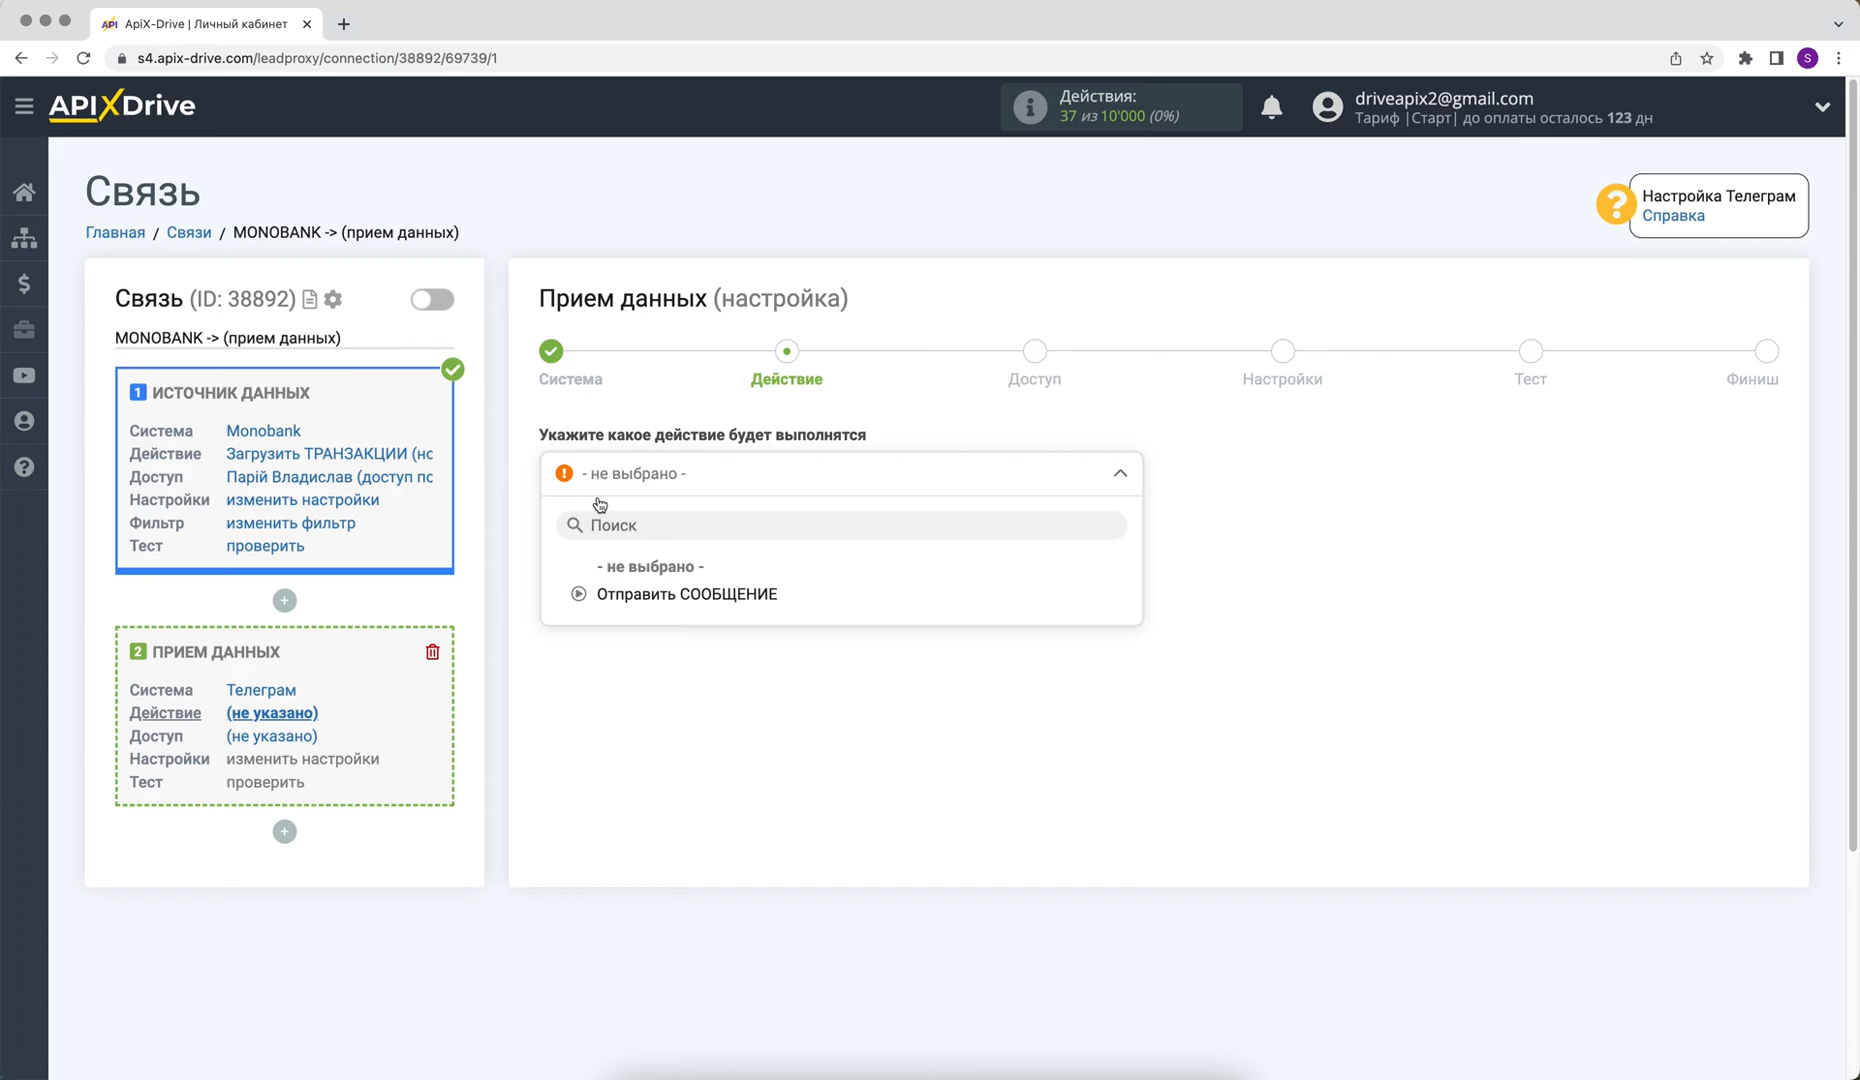 API ApiX-Drive | Личный кабинет
s4.apix-drive.com/leadproxy/connection/38892/69739/1
S
APIXDrive
Действия:
37 из 10'000 (0%)
driveapix2@gmail.com
Тариф |Старт| до оплаты осталось 123 дн
Связь
Главная / Связи / MONOBANK -> (прием данных)
? Настройка Телеграм
Справка
Связь (ID: 38892)
MONOBANK -> (прием данных)
1 ИСТОЧНИК ДАННЫХ
Система Monobank
Действие Загрузить ТРАНЗАКЦИИ (но
Доступ Парій Владислав (доступ по
Настройки изменить настройки
Фильтр изменить фильтр
Тест проверить
2 ПРИЕМ ДАННЫХ
Система Телеграм
Действие (не указано)
Доступ (не указано)
Настройки изменить настройки
Тест проверить
Прием данных (настройка)
Система Действие Доступ Настройки Тест Финиш
Укажите какое действие будет выполнятся
- не выбрано -
Поиск
- не выбрано -
Отправить СООБЩЕНИЕ